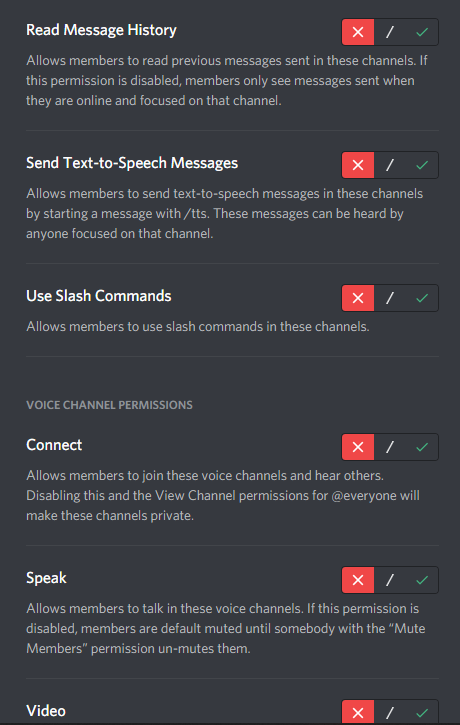 Read Message History /
Allows members to read previous messages sent in these channels. If
this permission is disabled, members only see messages sent when
they are online and focused on that channel.
Send Text-to-Speech Messages /
Allows members to send text-to-speech messages in these channels
by starting a message with /tts. These messages can be heard by
anyone focused on that channel.
Use Slash Commands /
Allows members to use slash commands in these channels.
VOICE CHANNEL PERMISSIONS
Connect /
Allows members to join these voice channels and hear others.
Disabling this and the View Channel permissions for @everyone will
make these channels private.
Speak /
Allows members to talk in these voice channels. If this permission is
disabled, members are default muted until somebody with the “Mute
Members” permission un-mutes them.
Video /